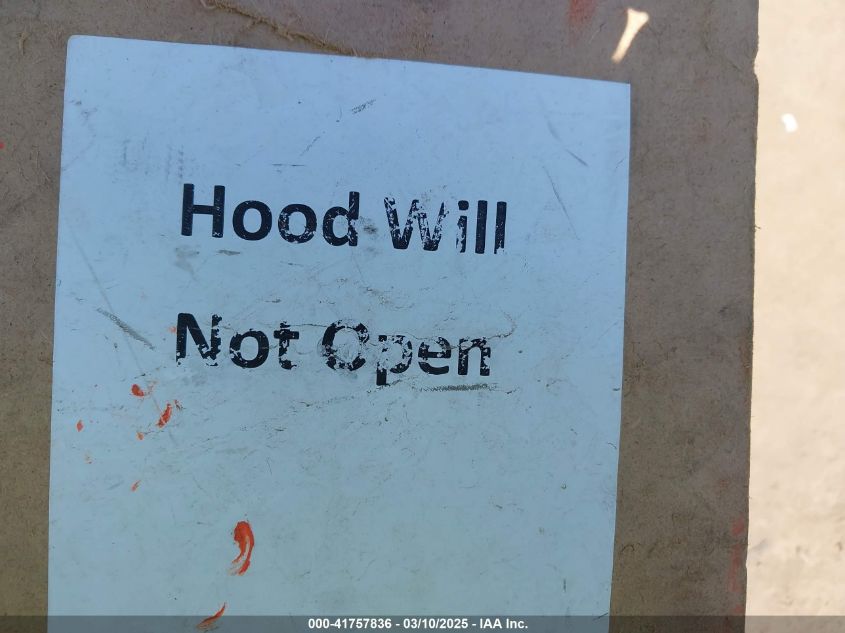 Hood Will
Not Open
000-41757836 - 03/10/2025 - IAA Inc.